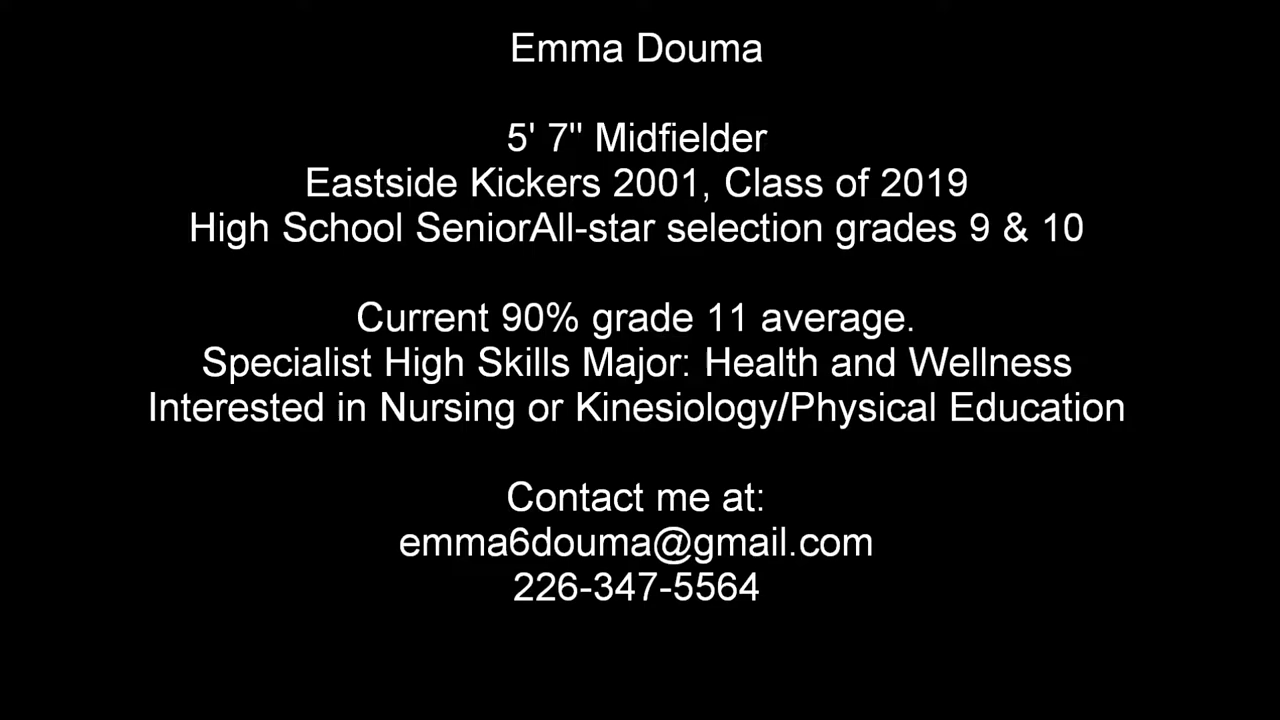 Emma Douma
5' 7" Midfielder
Eastside Kickers 2001, Class of 2019
High School SeniorAll-star selection grades 9 & 10
Current 90% grade 11 average.
Specialist High Skills Major: Health and Wellness
Interested in Nursing or Kinesiology/Physical Education
Contact me at:
emma6douma@gmail.com
226-347-5564